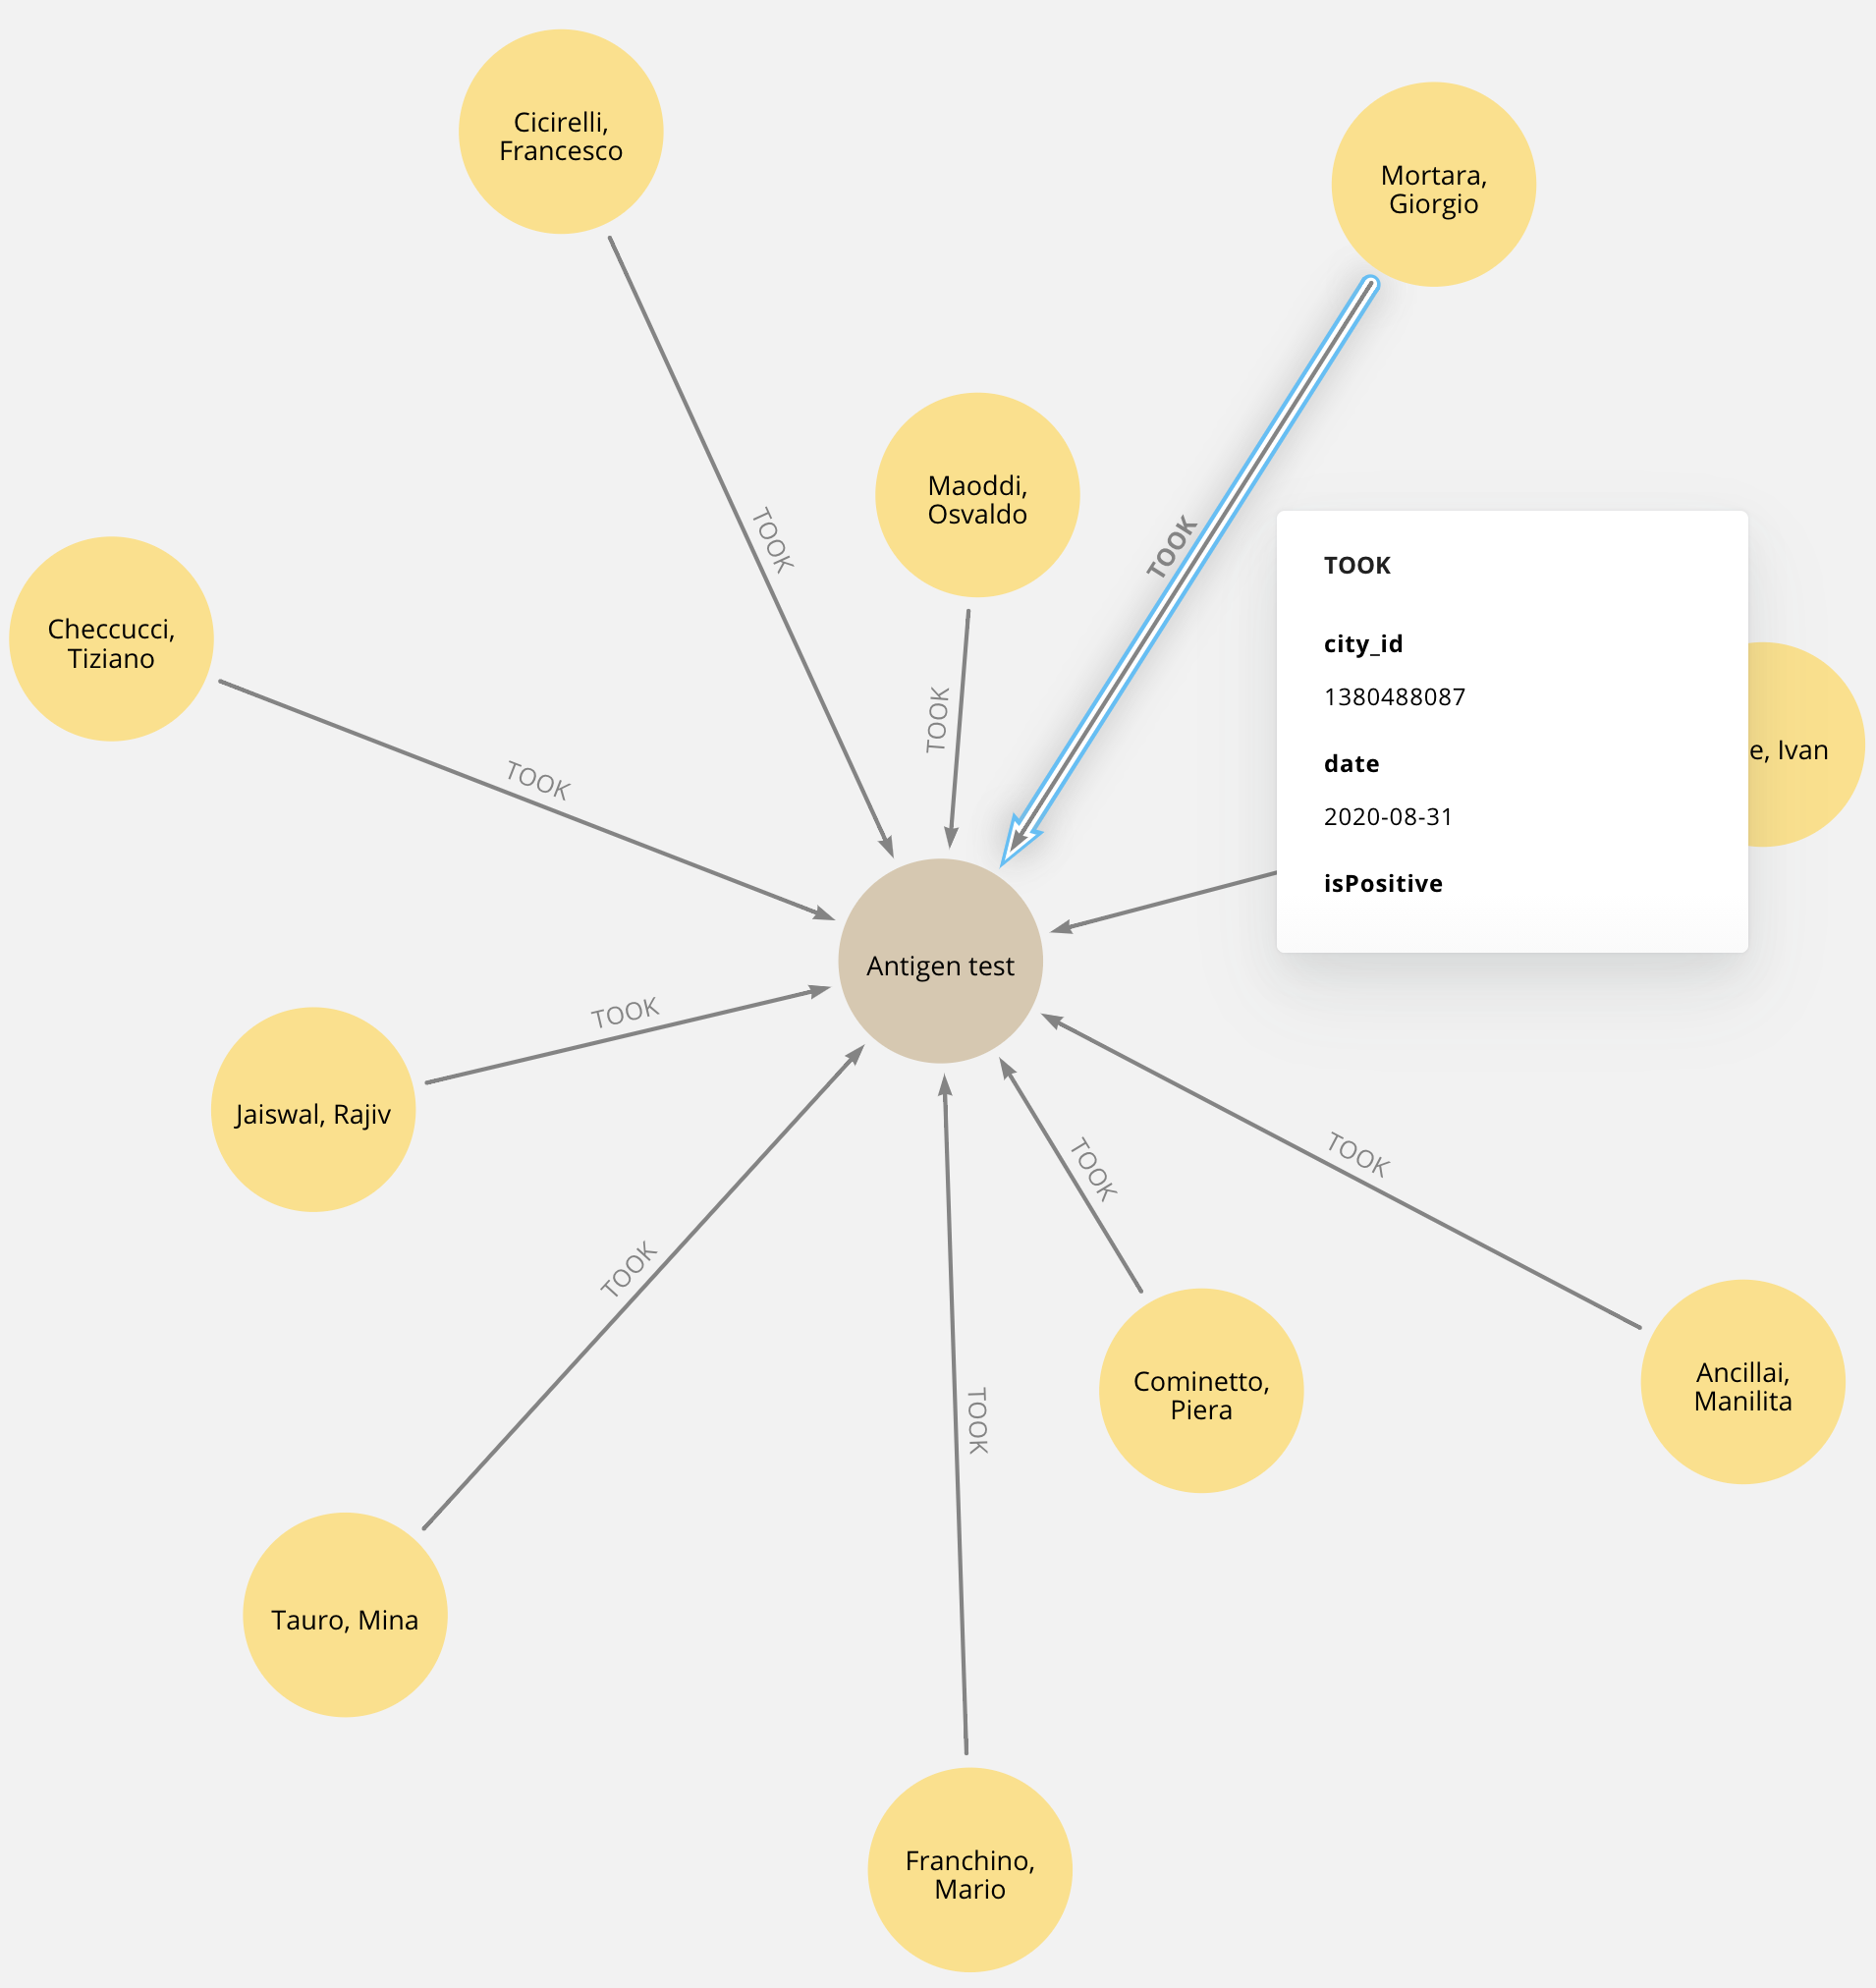 Cicirelli,
Francesco
Mortara,
Giorgio
Maoddi,
Osvaldo
TOOK
TOOK
TOOK
city_id
1380488087
date
2020-08-31
isPositive
Checcucci,
Tiziano
TOOK
TOOK
Ivan
Antigen test
TOOK
Jaiswal, Rajiv
TOOK
TOOK
TOOK
Cominetto,
Piera
Ancillai,
Manilita
TOOK
Tauro, Mina
Franchino,
Mario